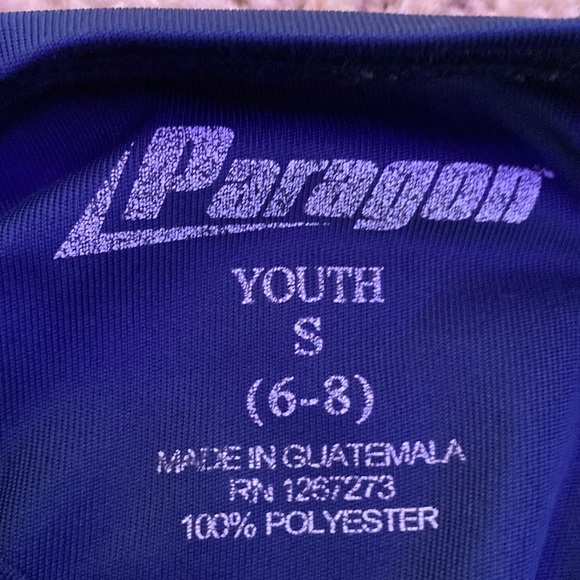 Paragon
YOUTH
S
(6-8)
MADE IN GUATEMALA
RN 1267273
100% POLYESTER